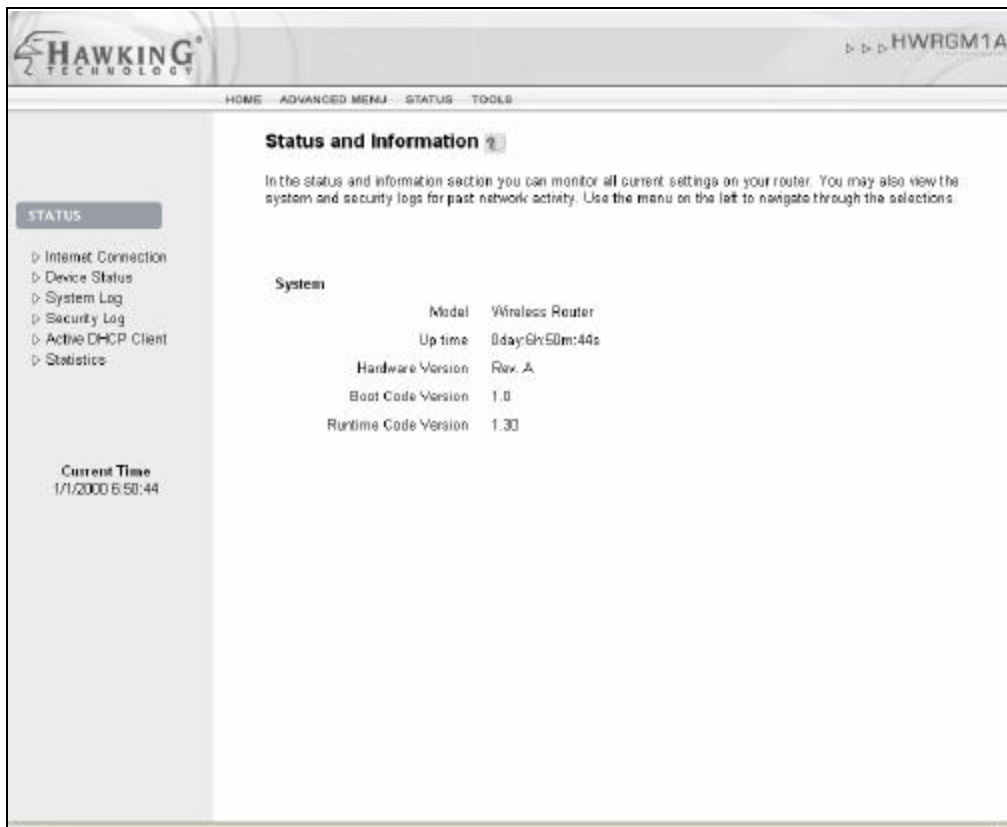 HAWKING
TECHNOLOGY
HWRGM1A
HOME ADVANCED MENU STATUS TOOLS
Status and Information
In the status and information section you can monitor all current settings on your router. You may also view the
system and security logs for past network activity. Use the menu on the left to navigate through the selections.
STATUS
Internet Connection
Device Status
System Log
Security Log
Active DHCP Client
Statistics
Current Time
1/1/2000 6:50:44
System
Model Wireless Router
Up time 0day:6h:50m:44s
Hardware Version Rev. A
Boot Code Version 1.0
Runtime Code Version 1.30